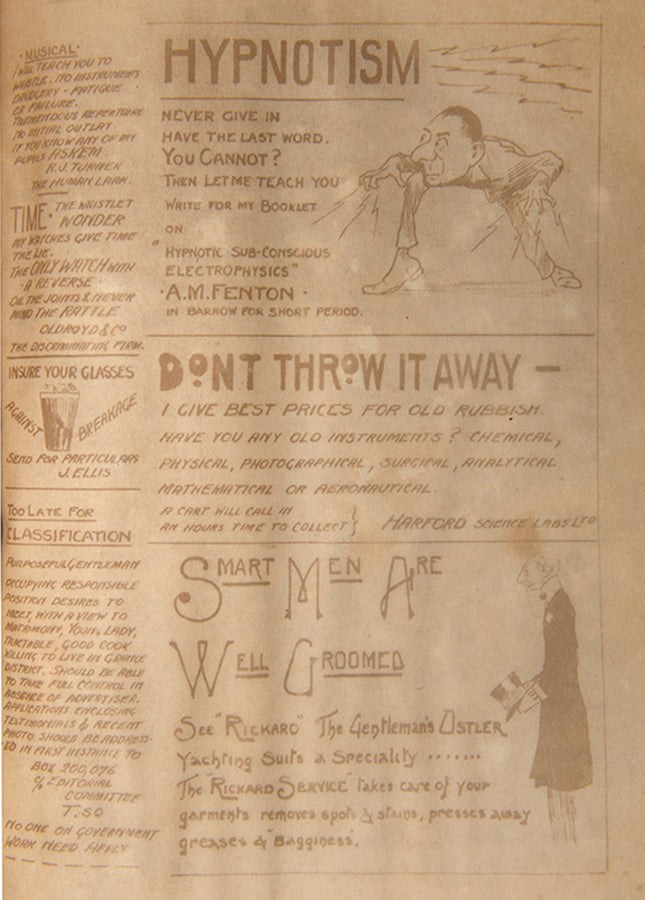 · MUSICAL ·
I WILL TEACH YOU TO
WHISTLE. NO INSTRUMENTS
DRUDGERY - FATIGUE
OR FAILURE.
TREMENDOUS REPERTOIRE
NO INITIAL OUTLAY.
IF YOU KNOW ANY OF MY
PUPILS ASKEM.
R.J. TURNER
THE HUMAN LARK.
TIME · THE WRISTLET
WONDER
MY WATCHES GIVE TIME
THE LIE.
THE ONLY WATCH WITH
· A REVERSE ·
OIL THE JOINTS & NEVER
MIND THE RATTLE.
OLDROYD & CO
THE DISCRIMINATING FIRM.
INSURE YOUR GLASSES
AGAINST BREAKAGE
SEND FOR PARTICULARS
J. ELLIS
TOO LATE FOR
CLASSIFICATION
PURPOSEFUL GENTLEMAN
OCCUPYING RESPONSIBLE
POSITION DESIRES TO
MEET, WITH A VIEW TO
MATRIMONY, YOUNG LADY,
TRACTABLE, GOOD COOK
WILLING TO LIVE IN GRANGE
DISTRICT. SHOULD BE ABLE
TO TAKE FULL CONTROL IN
ABSENCE OF ADVERTISER.
APPLICATIONS ENCLOSING
TESTIMONIALS & RECENT
PHOTO SHOULD BE ADDRESS-
ED IN FIRST INSTANCE TO
BOX 200,076
C/o EDITORIAL
COMMITTEE
T.SO
NO ONE ON GOVERNMENT
WORK NEED APPLY
HYPNOTISM
NEVER GIVE IN
HAVE THE LAST WORD.
YOU CANNOT?
THEN LET ME TEACH YOU
WRITE FOR MY BOOKLET
ON
"HYPNOTIC SUB-CONSCIOUS
ELECTROPHYSICS"
· A.M. FENTON ·
IN BARROW FOR SHORT PERIOD.
DON'T THROW IT AWAY —
I GIVE BEST PRICES FOR OLD RUBBISH.
HAVE YOU ANY OLD INSTRUMENTS? CHEMICAL,
PHYSICAL, PHOTOGRAPHICAL, SURGICAL, ANALYTICAL
MATHEMATICAL OR AERONAUTICAL.
A CART WILL CALL IN
AN HOURS TIME TO COLLECT } HARFORD SCIENCE LABS LTD
SMART MEN ARE
WELL GROOMED
See "RICKARD" The Gentleman's OSTLER
Yachting Suits a Speciality .......
The "RICKARD SERVICE" takes care of your
garments removes spots & stains, presses away
greases & "Bagginess".